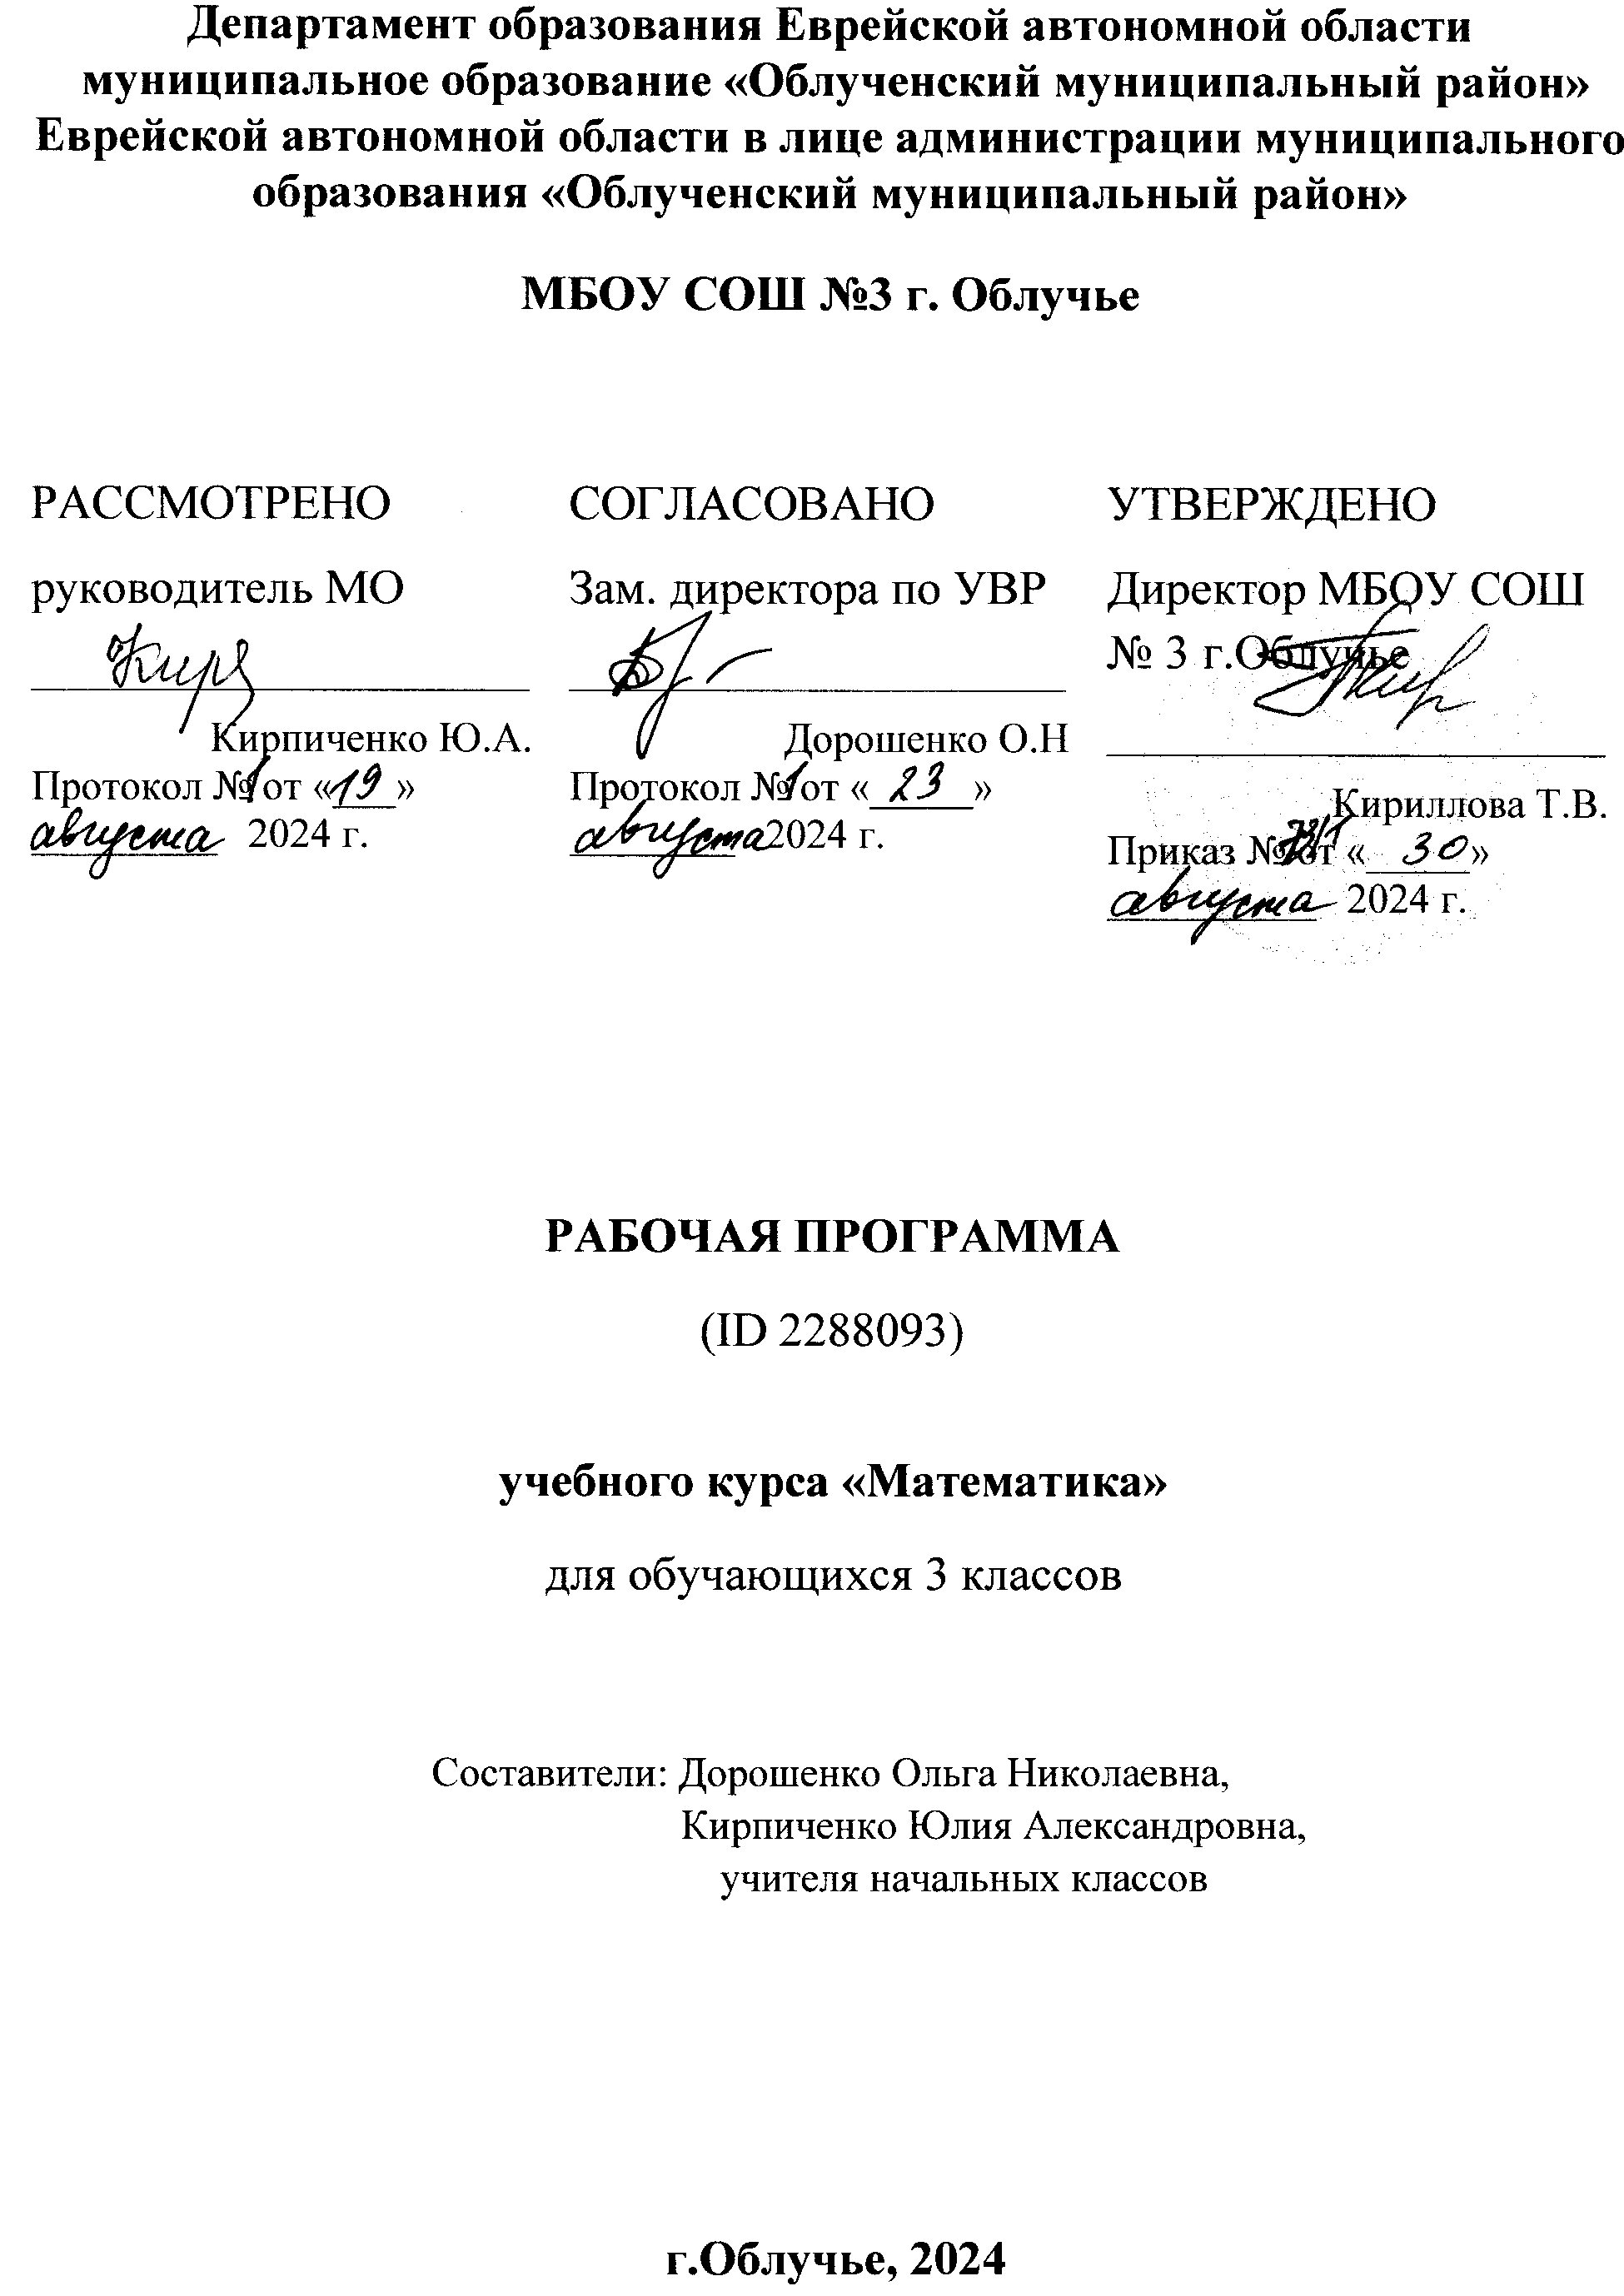 Департамент образования Еврейской автономной области
муниципальное образование «Облученский муниципальный район»
Еврейской автономной области в лице администрации муниципального
образования «Облученский муниципальный район»
МБОУ СОШ №3 г. Облучье
РАССМОТРЕНО
руководитель МО
Кирпиченко Ю.А.
Протокол №1 от «19»
августа 2024 г.
СОГЛАСОВАНО
Зам. директора по УВР
Дорошенко О.Н
Протокол №1 от «23»
августа 2024 г.
УТВЕРЖДЕНО
Директор МБОУ СОШ
№ 3 г.Облучье
Кириллова Т.В.
Приказ № от «30»
августа 2024 г.
РАБОЧАЯ ПРОГРАММА
(ID 2288093)
учебного курса «Математика»
для обучающихся 3 классов
Составители: Дорошенко Ольга Николаевна,
Кирпиченко Юлия Александровна,
учителя начальных классов
г.Облучье, 2024